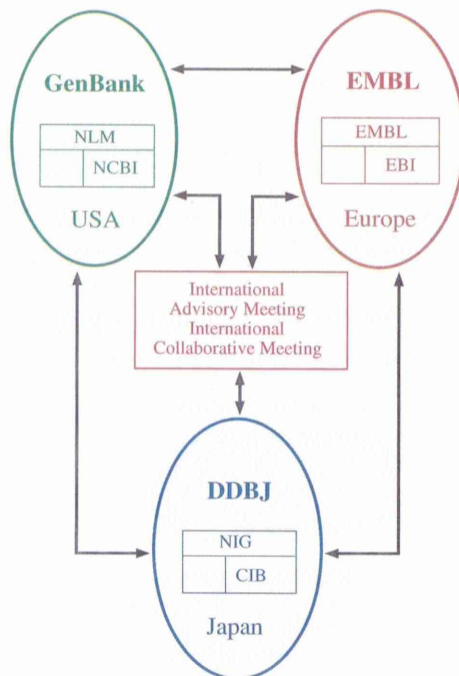 GenBank
NLM
NCBI
USA
EMBL
EMBL
EBI
Europe
International
Advisory Meeting
International
Collaborative Meeting
DDBJ
NIG
CIB
Japan